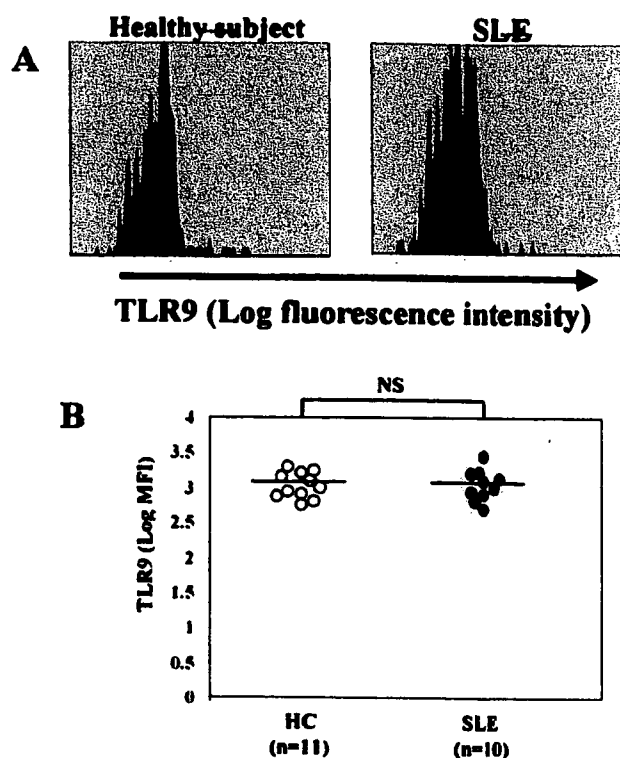 A
Healthy subject
SLE
TLR9 (Log fluorescence intensity)
B
NS
TLR9 (Log MFI)
4
3.5
3
2.5
2
1.5
1
0.5
0
HC
(n=11)
SLE
(n=10)